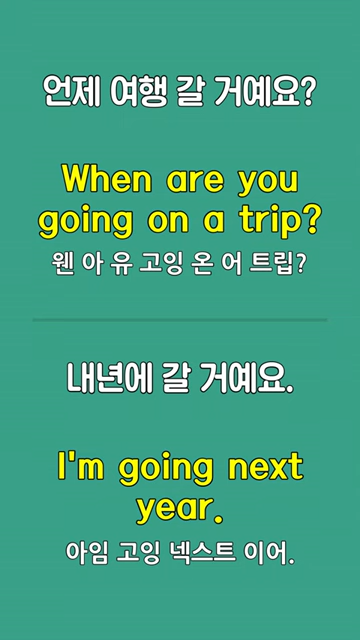 언제 여행 갈 거예요?
When are you
going on a trip?
웬 아 유 고잉 온 어 트립?
내년에 갈 거예요.
I'm going next
year.
아임 고잉 넥스트 이어.